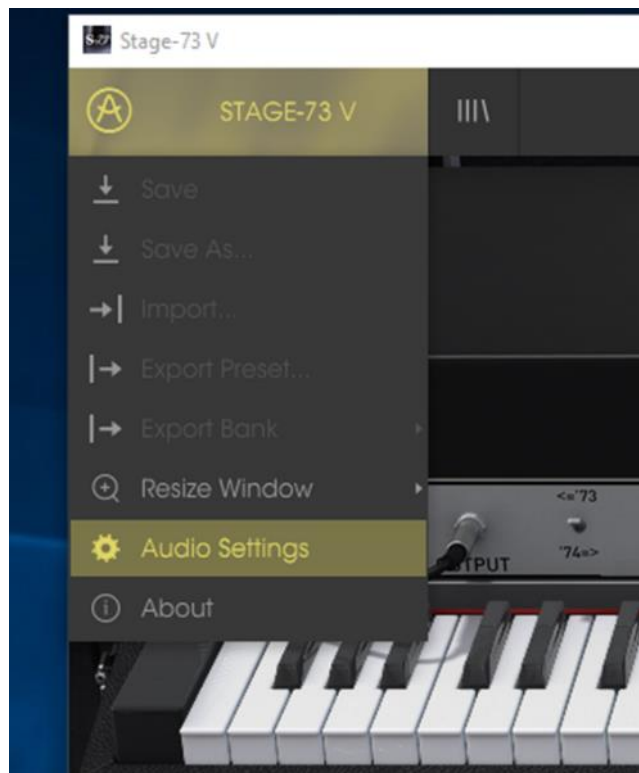 Stage-73 V
STAGE-73 V
Save
Save As...
Import...
Export Preset...
Export Bank
Resize Window
Audio Settings
About
<='73
'74=>